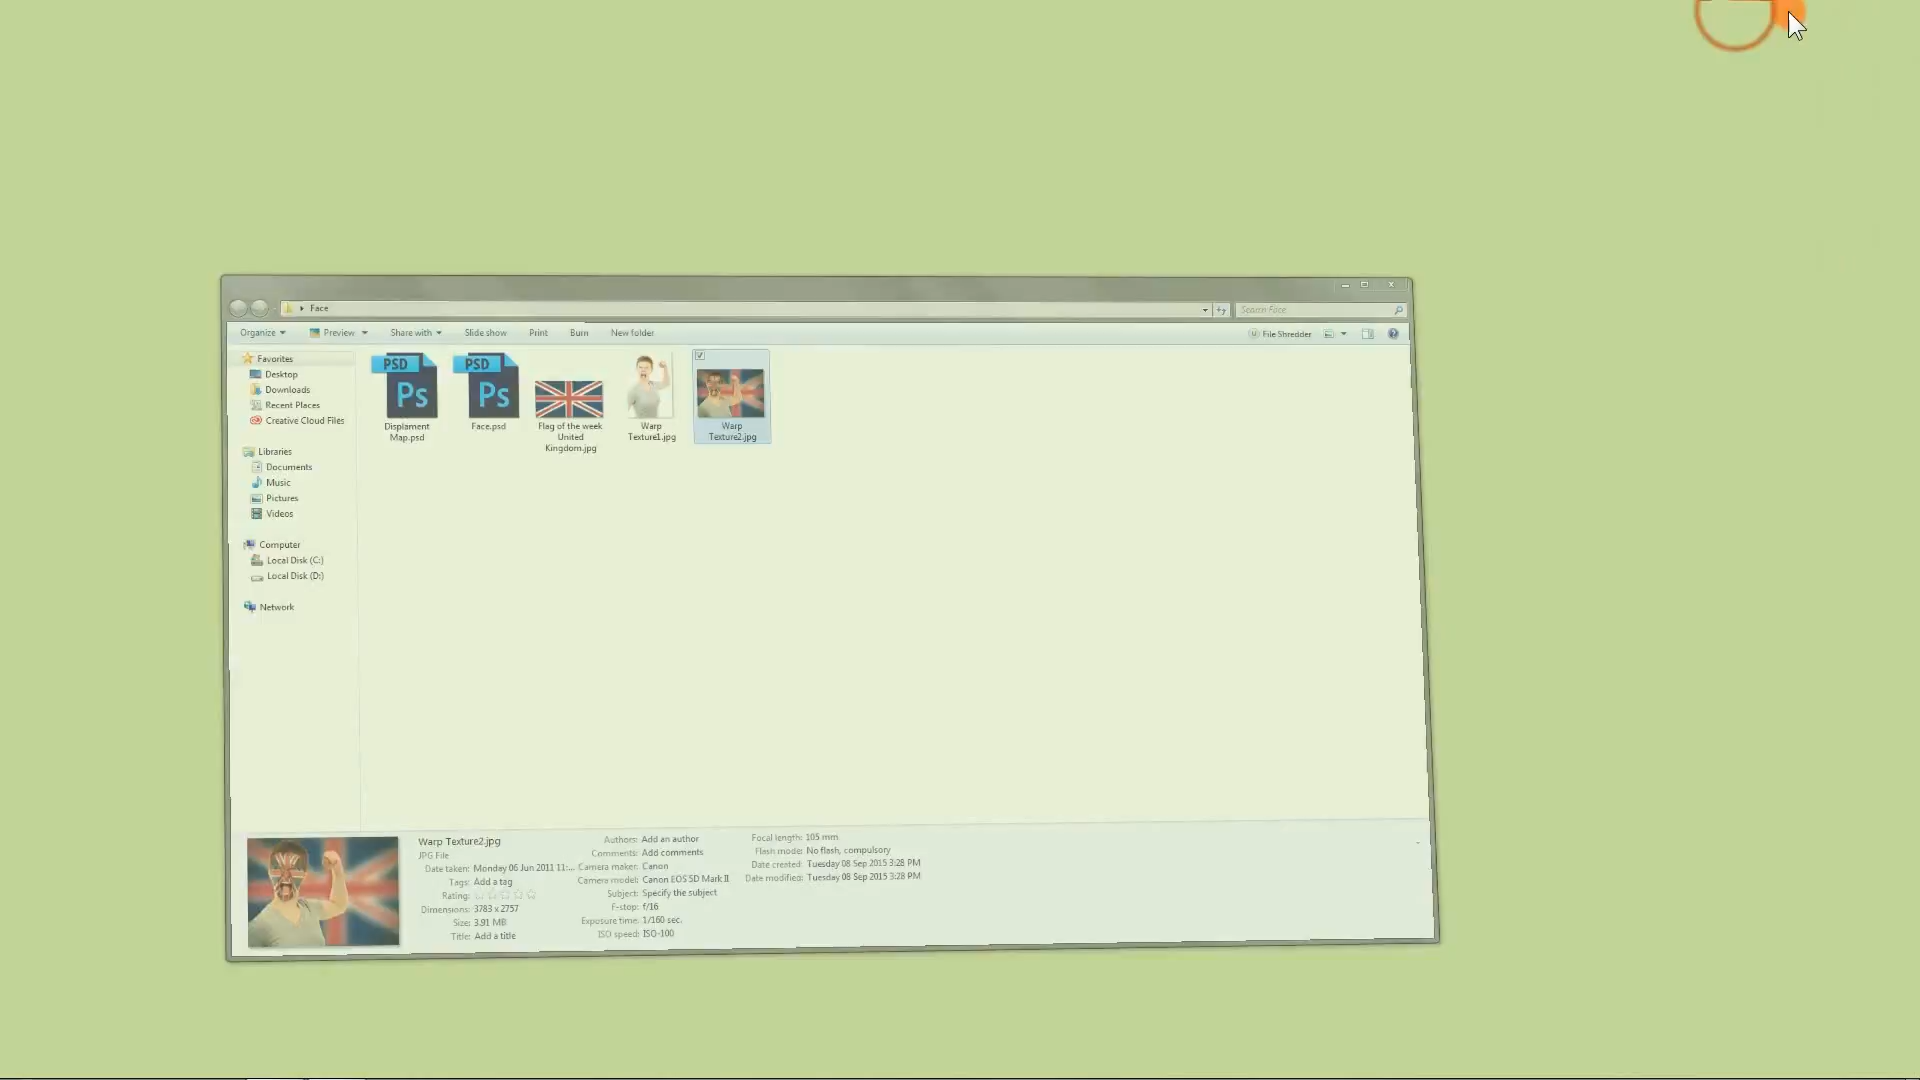 Face
Search Face
Organize
Preview
Share with
Slide show
Print
Burn
New folder
File Shredder
Favorites
Desktop
Downloads
Recent Places
Creative Cloud Files
Libraries
Documents
Music
Pictures
Videos
Computer
Local Disk (C:)
Local Disk (D:)
Network
PSD
Ps
Displament
Map.psd
PSD
Ps
Face.psd
Flag of the week
United
Kingdom.jpg
Warp
Texture1.jpg
Warp
Texture2.jpg
Warp Texture2.jpg
JPG File
Date taken: Monday 06 Jun 2011 11:...
Tags: Add a tag
Rating:
Dimensions: 3783 x 2757
Size: 3.91 MB
Title: Add a title
Authors: Add an author
Comments: Add comments
Camera maker: Canon
Camera model: Canon EOS 5D Mark II
Subject: Specify the subject
F-stop: f/16
Exposure time: 1/160 sec.
ISO speed: ISO-100
Focal length: 105 mm
Flash mode: No flash, compulsory
Date created: Tuesday 08 Sep 2015 3:28 PM
Date modified: Tuesday 08 Sep 2015 3:28 PM